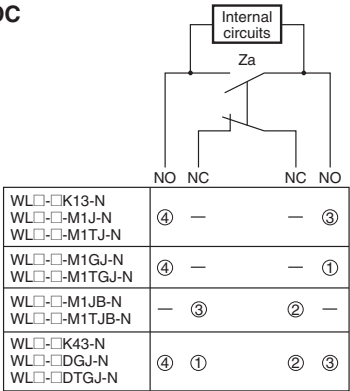 DC
Internal
circuits
Za
NO NC NC NO
WL□-□K13-N
WL□-□-M1J-N
WL□-□-M1TJ-N
④ — — ③
WL□-□-M1GJ-N
WL□-□-M1TGJ-N
④ — — ①
WL□-□-M1JB-N
WL□-□-M1TJB-N
— ③ ② —
WL□-□K43-N
WL□-□DGJ-N
WL□-□DTGJ-N
④ ① ② ③